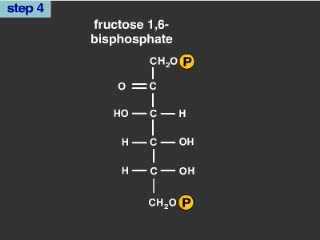 step 4
fructose 1,6-
bisphosphate
CH₂O P
O C
HO C H
H C OH
H C OH
CH₂O P